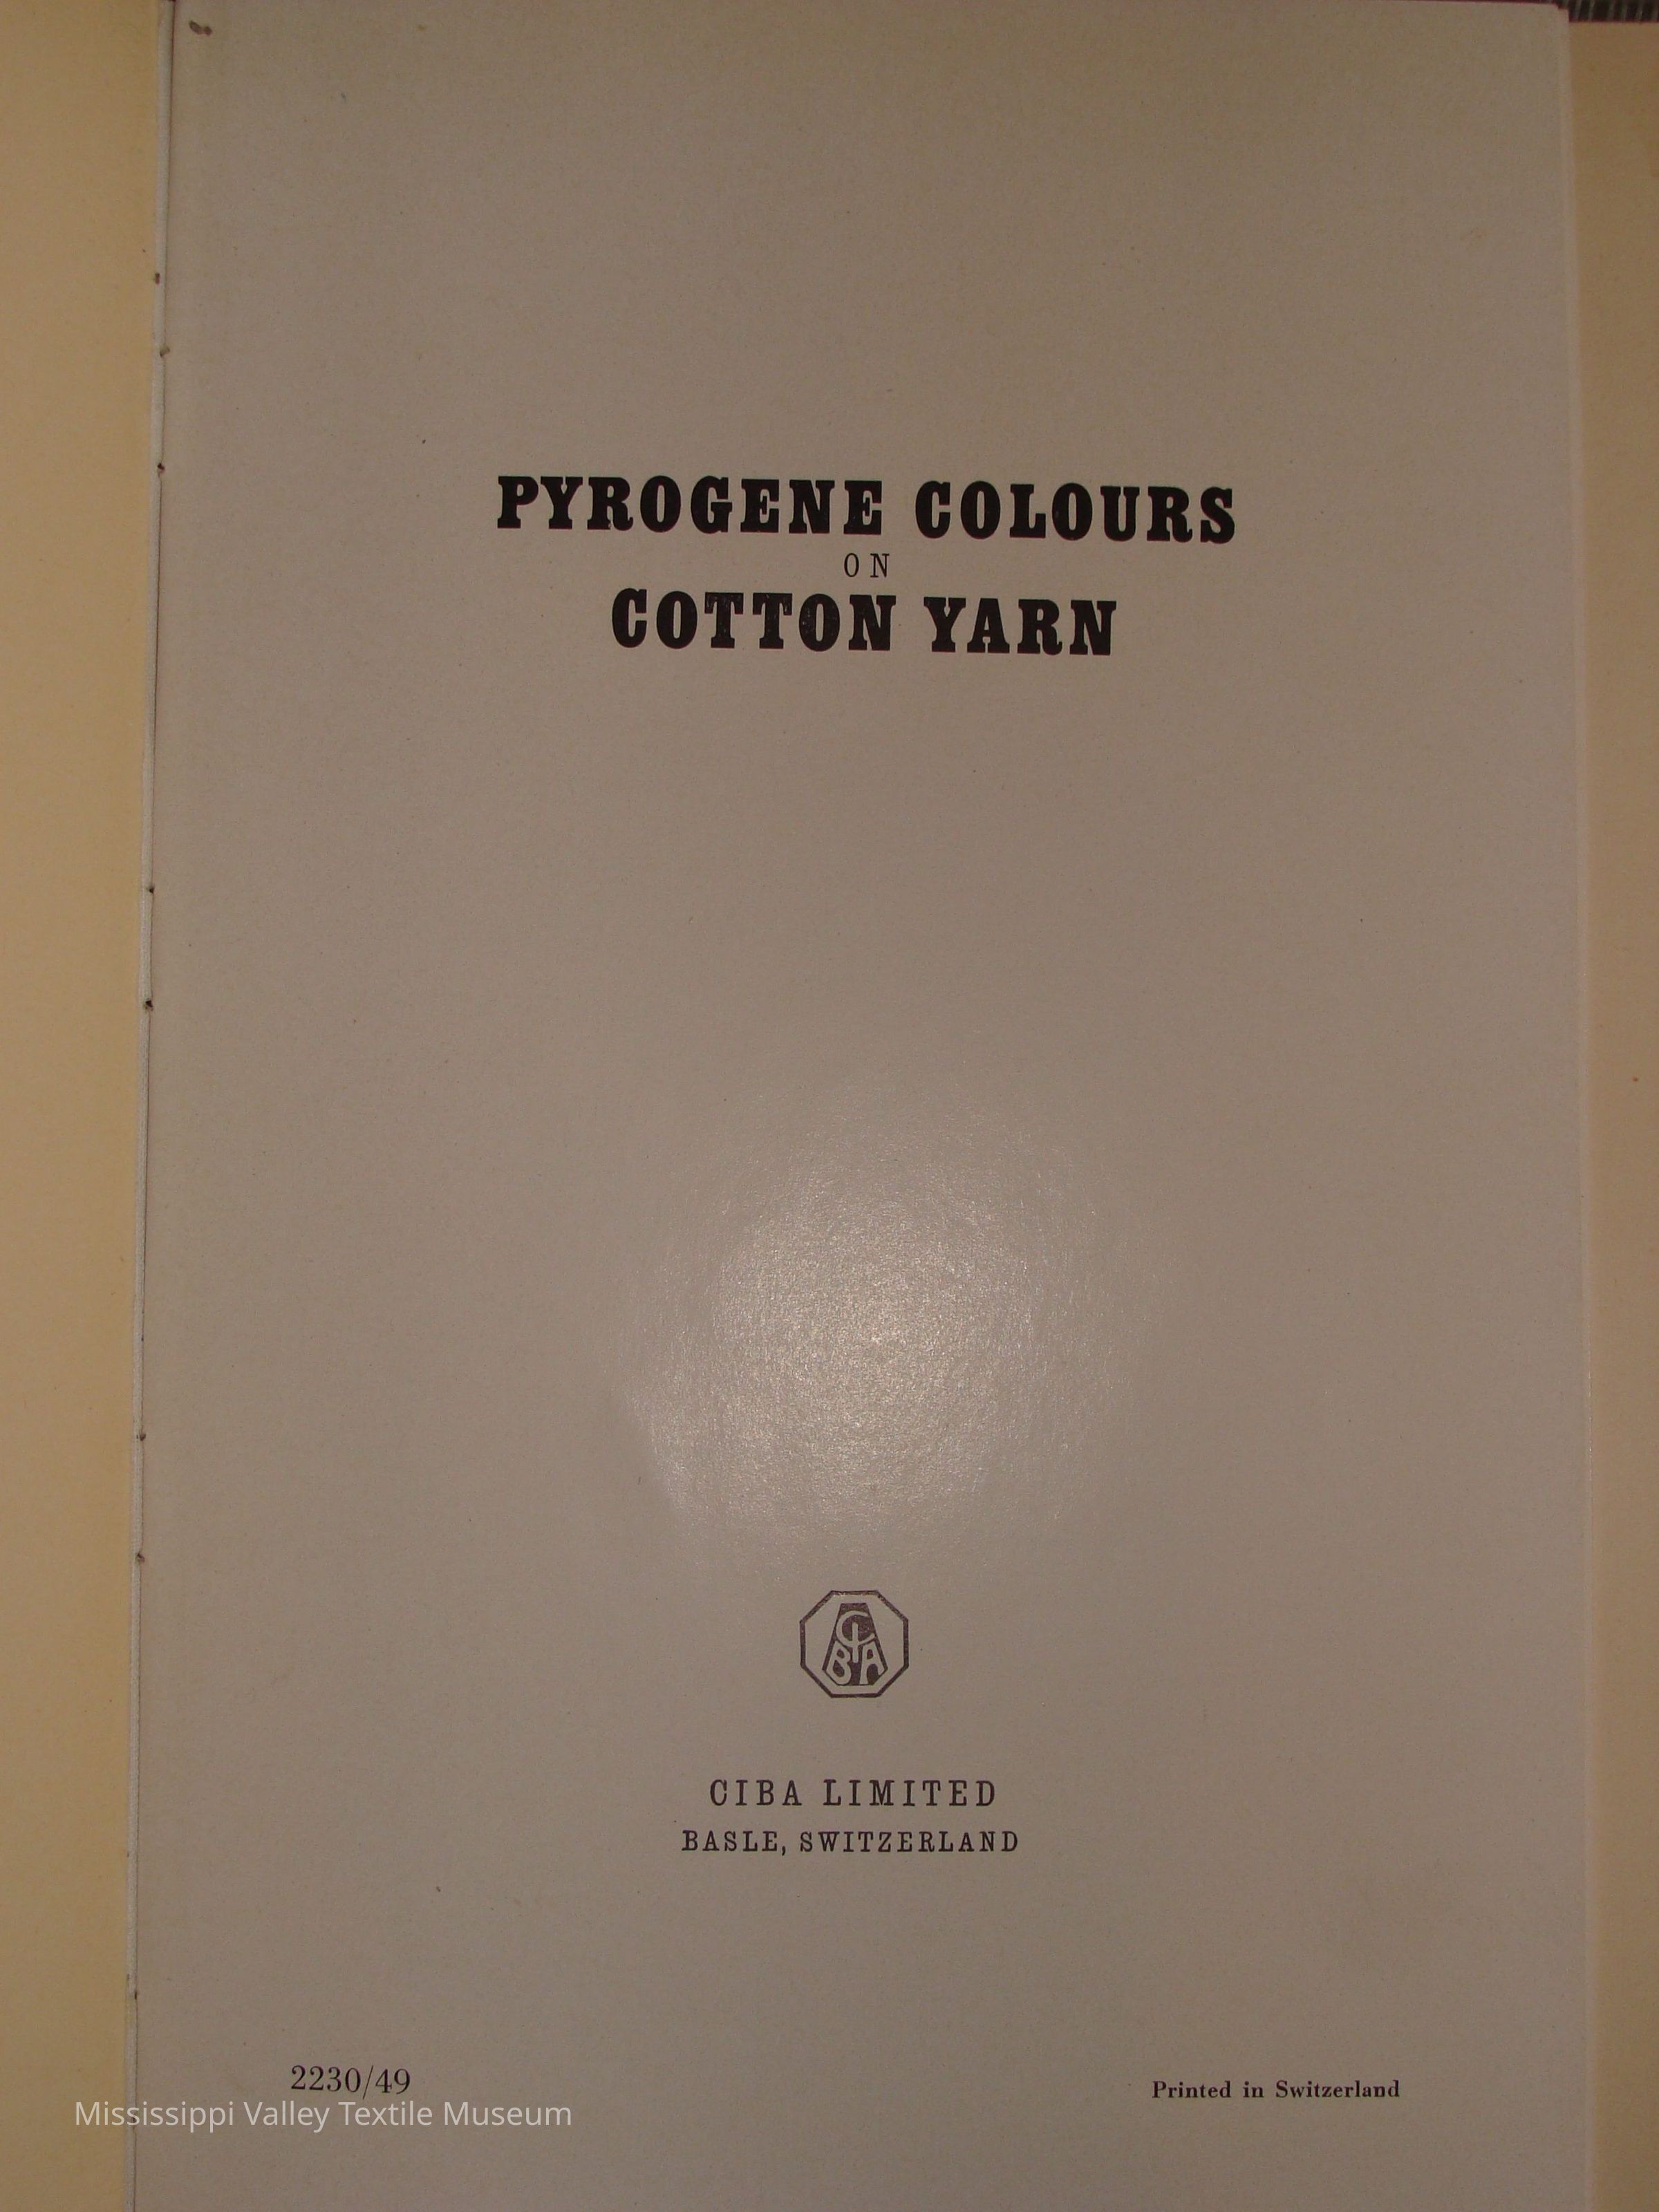 PYROGENE COLOURS
ON
COTTON YARN
CIBA
CIBA LIMITED
BASLE, SWITZERLAND
2230/49
Printed in Switzerland
Mississippi Valley Textile Museum